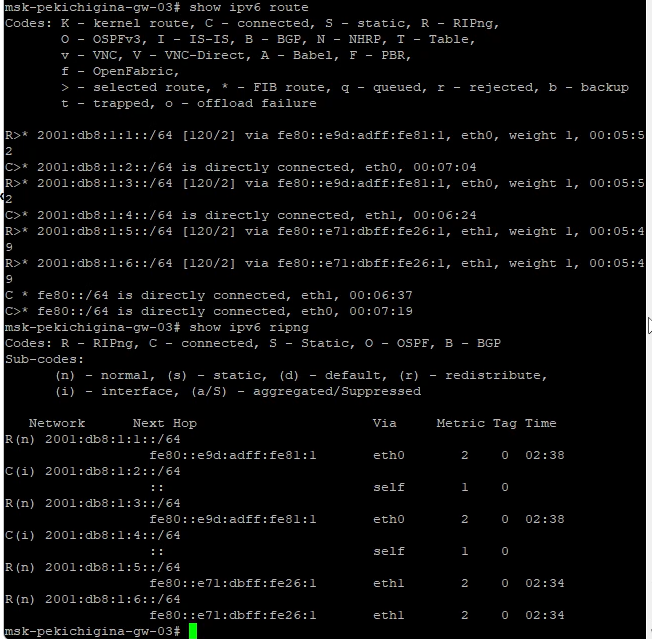 msk-pekichigina-gw-03# show ipv6 route
Codes: K - kernel route, C - connected, S - static, R - RIPng,
       O - OSPFv3, I - IS-IS, B - BGP, N - NHRP, T - Table,
       v - VNC, V - VNC-Direct, A - Babel, F - PBR,
       f - OpenFabric,
       > - selected route, * - FIB route, q - queued, r - rejected, b - backup
       t - trapped, o - offload failure

R>* 2001:db8:1:1::/64 [120/2] via fe80::e9d:adff:fe81:1, eth0, weight 1, 00:05:5
2
C>* 2001:db8:1:2::/64 is directly connected, eth0, 00:07:04
R>* 2001:db8:1:3::/64 [120/2] via fe80::e9d:adff:fe81:1, eth0, weight 1, 00:05:5
2
C>* 2001:db8:1:4::/64 is directly connected, eth1, 00:06:24
R>* 2001:db8:1:5::/64 [120/2] via fe80::e71:dbff:fe26:1, eth1, weight 1, 00:05:4
9
R>* 2001:db8:1:6::/64 [120/2] via fe80::e71:dbff:fe26:1, eth1, weight 1, 00:05:4
9
C * fe80::/64 is directly connected, eth1, 00:06:37
C>* fe80::/64 is directly connected, eth0, 00:07:19
msk-pekichigina-gw-03# show ipv6 ripng
Codes: R - RIPng, C - connected, S - Static, O - OSPF, B - BGP
Sub-codes:
      (n) - normal, (s) - static, (d) - default, (r) - redistribute,
      (i) - interface, (a/S) - aggregated/Suppressed

   Network      Next Hop                      Via     Metric Tag Time
R(n) 2001:db8:1:1::/64
                  fe80::e9d:adff:fe81:1       eth0       2    0  02:38
C(i) 2001:db8:1:2::/64
                  ::                          self       1    0
R(n) 2001:db8:1:3::/64
                  fe80::e9d:adff:fe81:1       eth0       2    0  02:38
C(i) 2001:db8:1:4::/64
                  ::                          self       1    0
R(n) 2001:db8:1:5::/64
                  fe80::e71:dbff:fe26:1       eth1       2    0  02:34
R(n) 2001:db8:1:6::/64
                  fe80::e71:dbff:fe26:1       eth1       2    0  02:34
msk-pekichigina-gw-03#